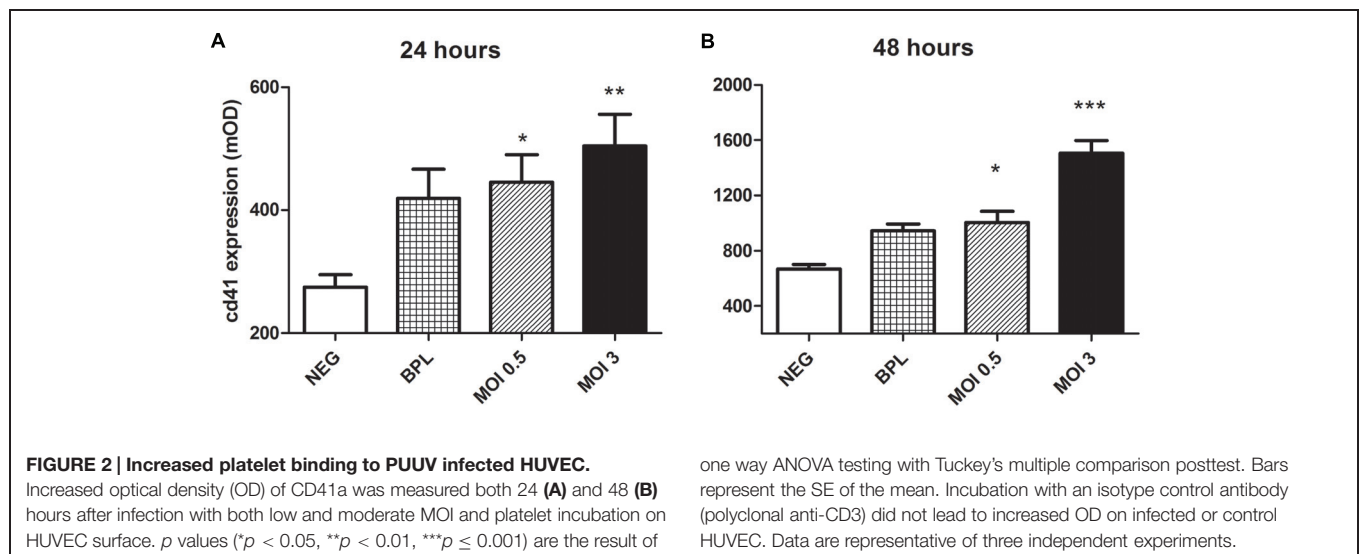 A
24 hours
600
400
200
cd41 expression (mOD)
*
**
NEG
BPL
MOI 0.5
MOI 3
B
48 hours
2000
1600
1200
800
400
*
***
NEG
BPL
MOI 0.5
MOI 3
FIGURE 2 | Increased platelet binding to PUUV infected HUVEC.
Increased optical density (OD) of CD41a was measured both 24 (A) and 48 (B)
hours after infection with both low and moderate MOI and platelet incubation on
HUVEC surface. p values (*p < 0.05, **p < 0.01, ***p ≤ 0.001) are the result of
one way ANOVA testing with Tuckey's multiple comparison posttest. Bars
represent the SE of the mean. Incubation with an isotype control antibody
(polyclonal anti-CD3) did not lead to increased OD on infected or control
HUVEC. Data are representative of three independent experiments.